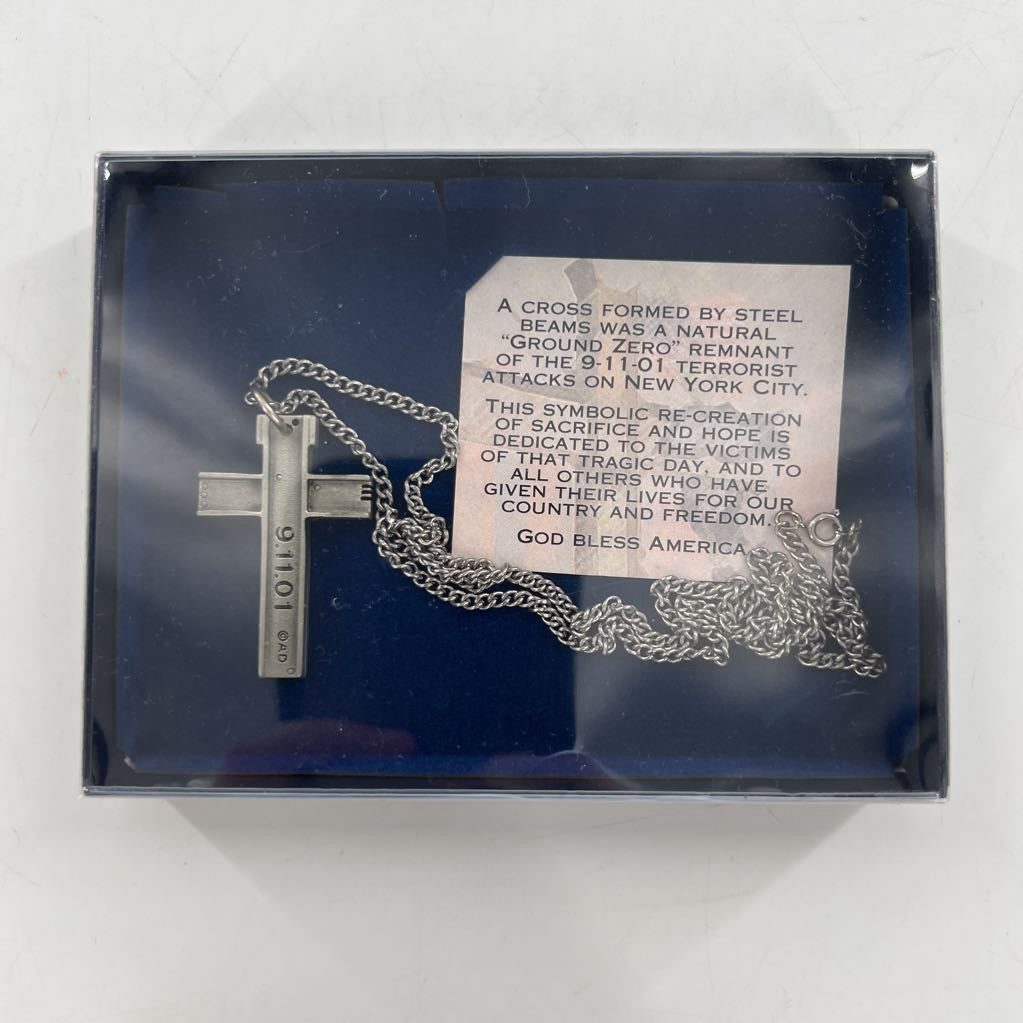 A CROSS FORMED BY STEEL
BEAMS WAS A NATURAL
"GROUND ZERO" REMNANT
OF THE 9-11-01 TERRORIST
ATTACKS ON NEW YORK CITY.
THIS SYMBOLIC RE-CREATION
OF SACRIFICE AND HOPE IS
DEDICATED TO THE VICTIMS
OF THAT TRAGIC DAY, AND TO
ALL OTHERS WHO HAVE
GIVEN THEIR LIVES FOR OUR
COUNTRY AND FREEDOM.
GOD BLESS AMERICA
9.11.01 ©AD